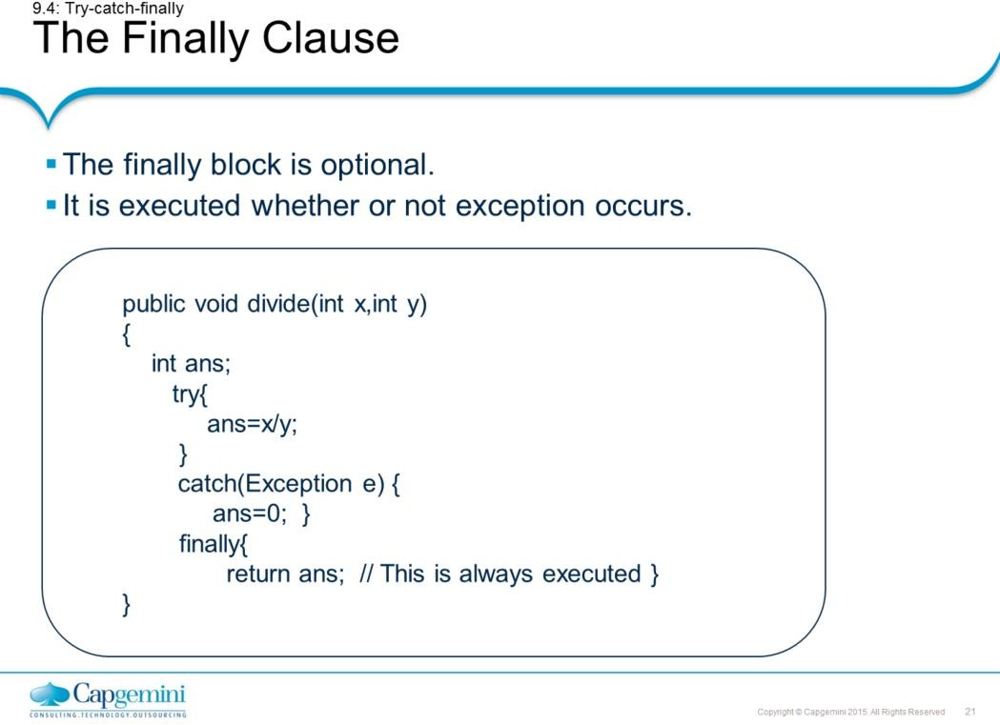 9.4: Try-catch-finally
The Finally Clause
The finally block is optional.
It is executed whether or not exception occurs.
public void divide(int x,int y)
{
int ans;
try{
ans=x/y;
}
catch(Exception e) {
ans=0; }
finally{
return ans; // This is always executed }
}
Capgemini
CONSULTING.TECHNOLOGY.OUTSOURCING
Copyright © Capgemini 2015. All Rights Reserved 21